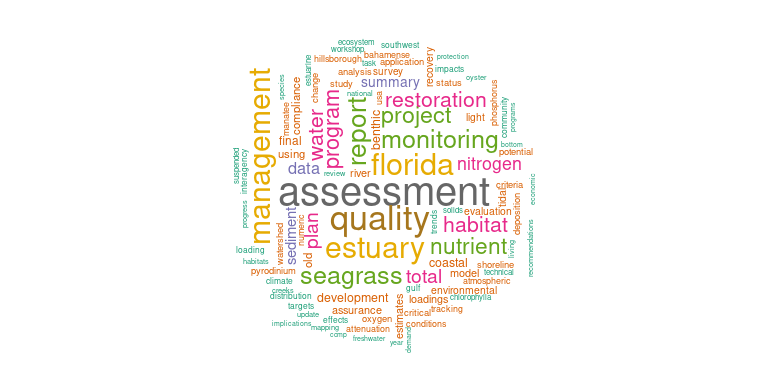 ecosystem
southwest
workshop
protection
hillsborough
bahamense
task
application
estuarine
recovery
management
analysis
survey
impacts
oyster
species
change
study
summary
status
compliance
national
usa
restoration
phosphorus
manatee
water
program
report
project
light
community
programs
final
benthic
monitoring
bottom
suspended
interagency
using
data
review
river
florida
nitrogen
potential
assessment
criteria
tidal
economic
progress
sediment
numeric
plan
quality
trends
solids
evaluation
deposition
habitat
recommendations
loading
watershed
old
estuary
nutrient
living
habitats
pyrodinium
seagrass
total
coastal
shoreline
model
technical
climate
creeks
gulf
atmospheric
environmental
distribution
development
estimates
loadings
chlorophylla
targets
update
assurance
critical
tracking
implications
effects
oxygen
conditions
mapping
attenuation
ccmp
freshwater
year
demand